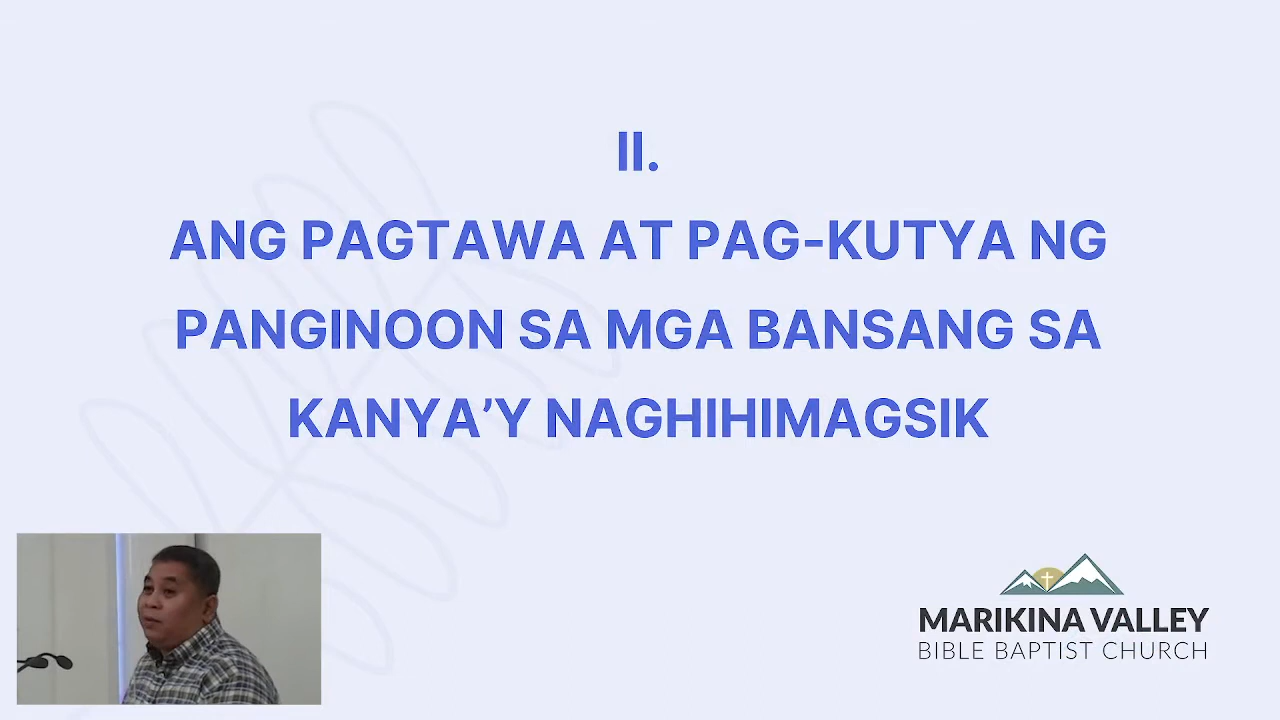 II.
ANG PAGTAWA AT PAG-KUTYA NG
PANGINOON SA MGA BANSANG SA
KANYA’Y NAGHIHIMAGSIK
MARIKINA VALLEY
BIBLE BAPTIST CHURCH